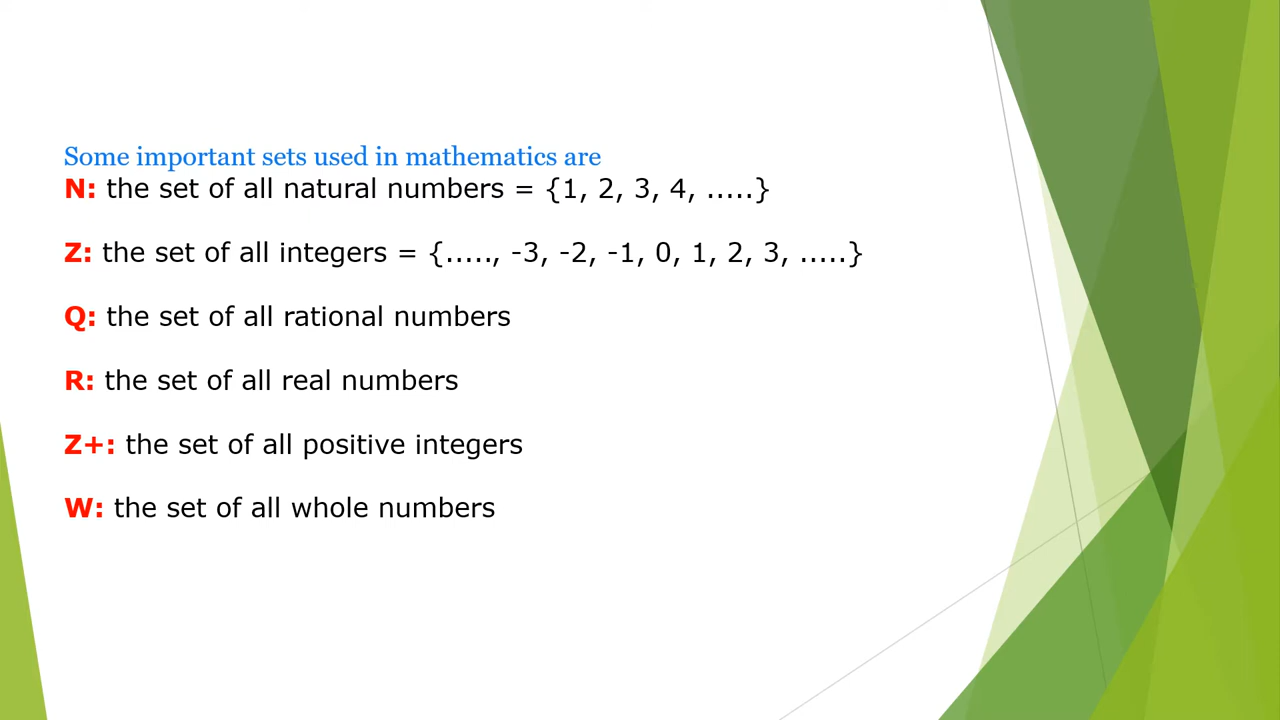 Some important sets used in mathematics are
N: the set of all natural numbers = {1, 2, 3, 4, .....}
Z: the set of all integers = {....., -3, -2, -1, 0, 1, 2, 3, .....}
Q: the set of all rational numbers
R: the set of all real numbers
Z+: the set of all positive integers
W: the set of all whole numbers